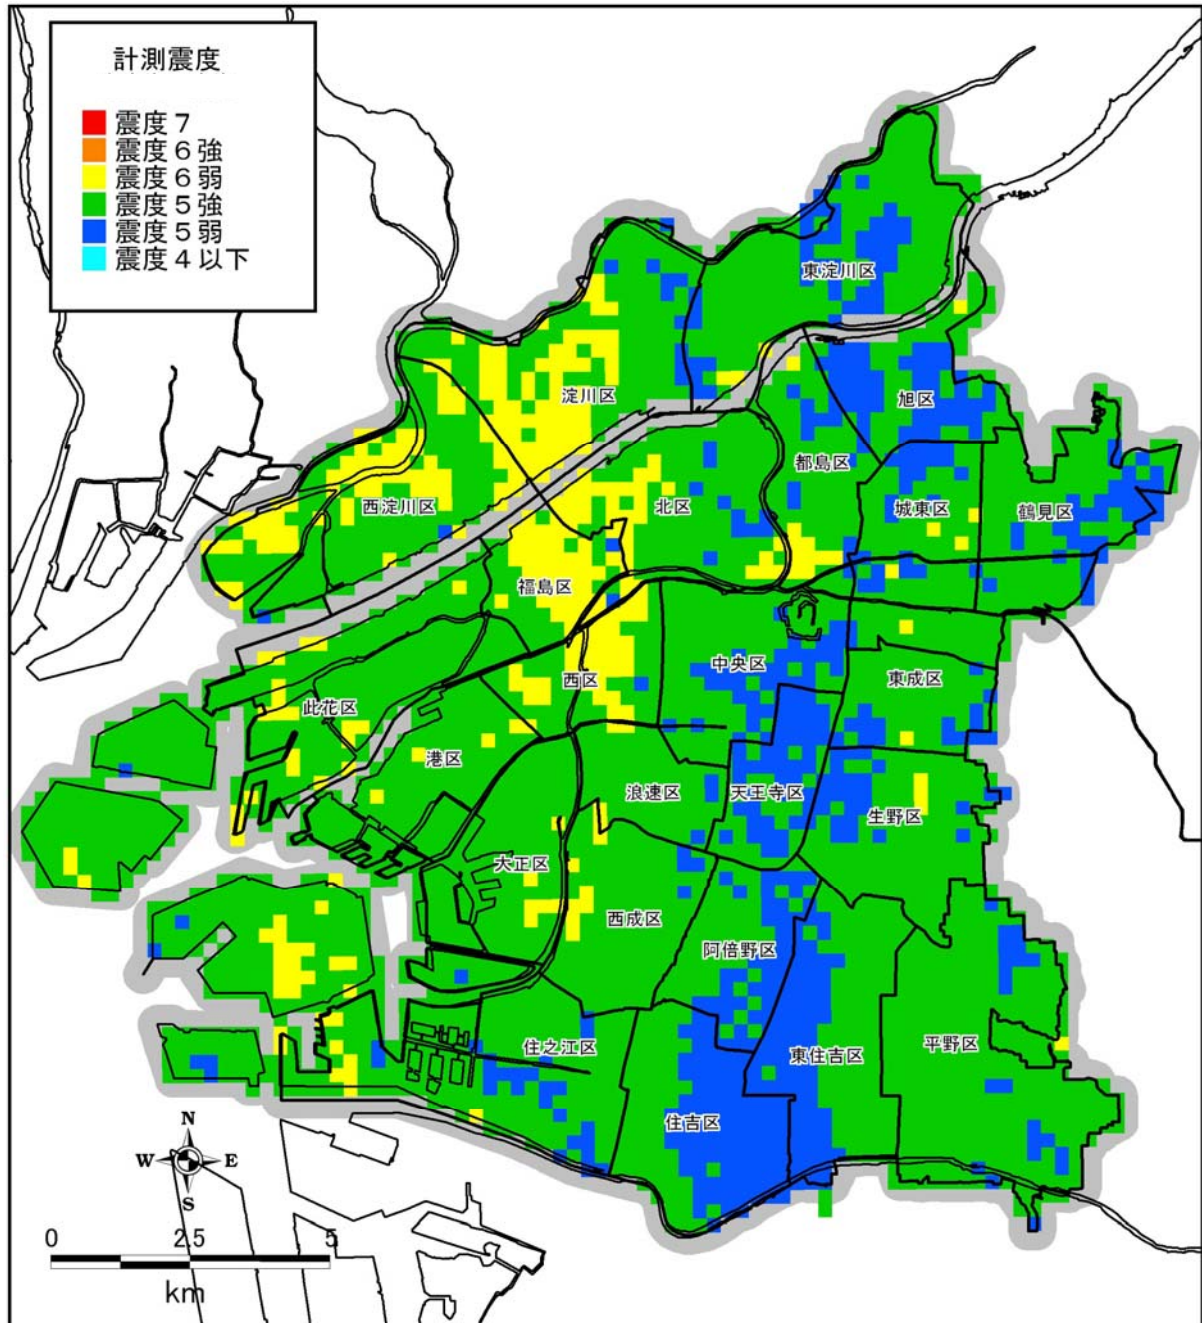 計測震度
震度7
震度6強
震度6弱
震度5強
震度5弱
震度4以下
東淀川区
淀川区
旭区
都島区
西淀川区
北区
城東区
鶴見区
福島区
中央区
西区
東成区
此花区
港区
浪速区
天王寺区
生野区
大正区
西成区
阿倍野区
住之江区
東住吉区
平野区
住吉区
N
W
E
S
0
2.5
5
km